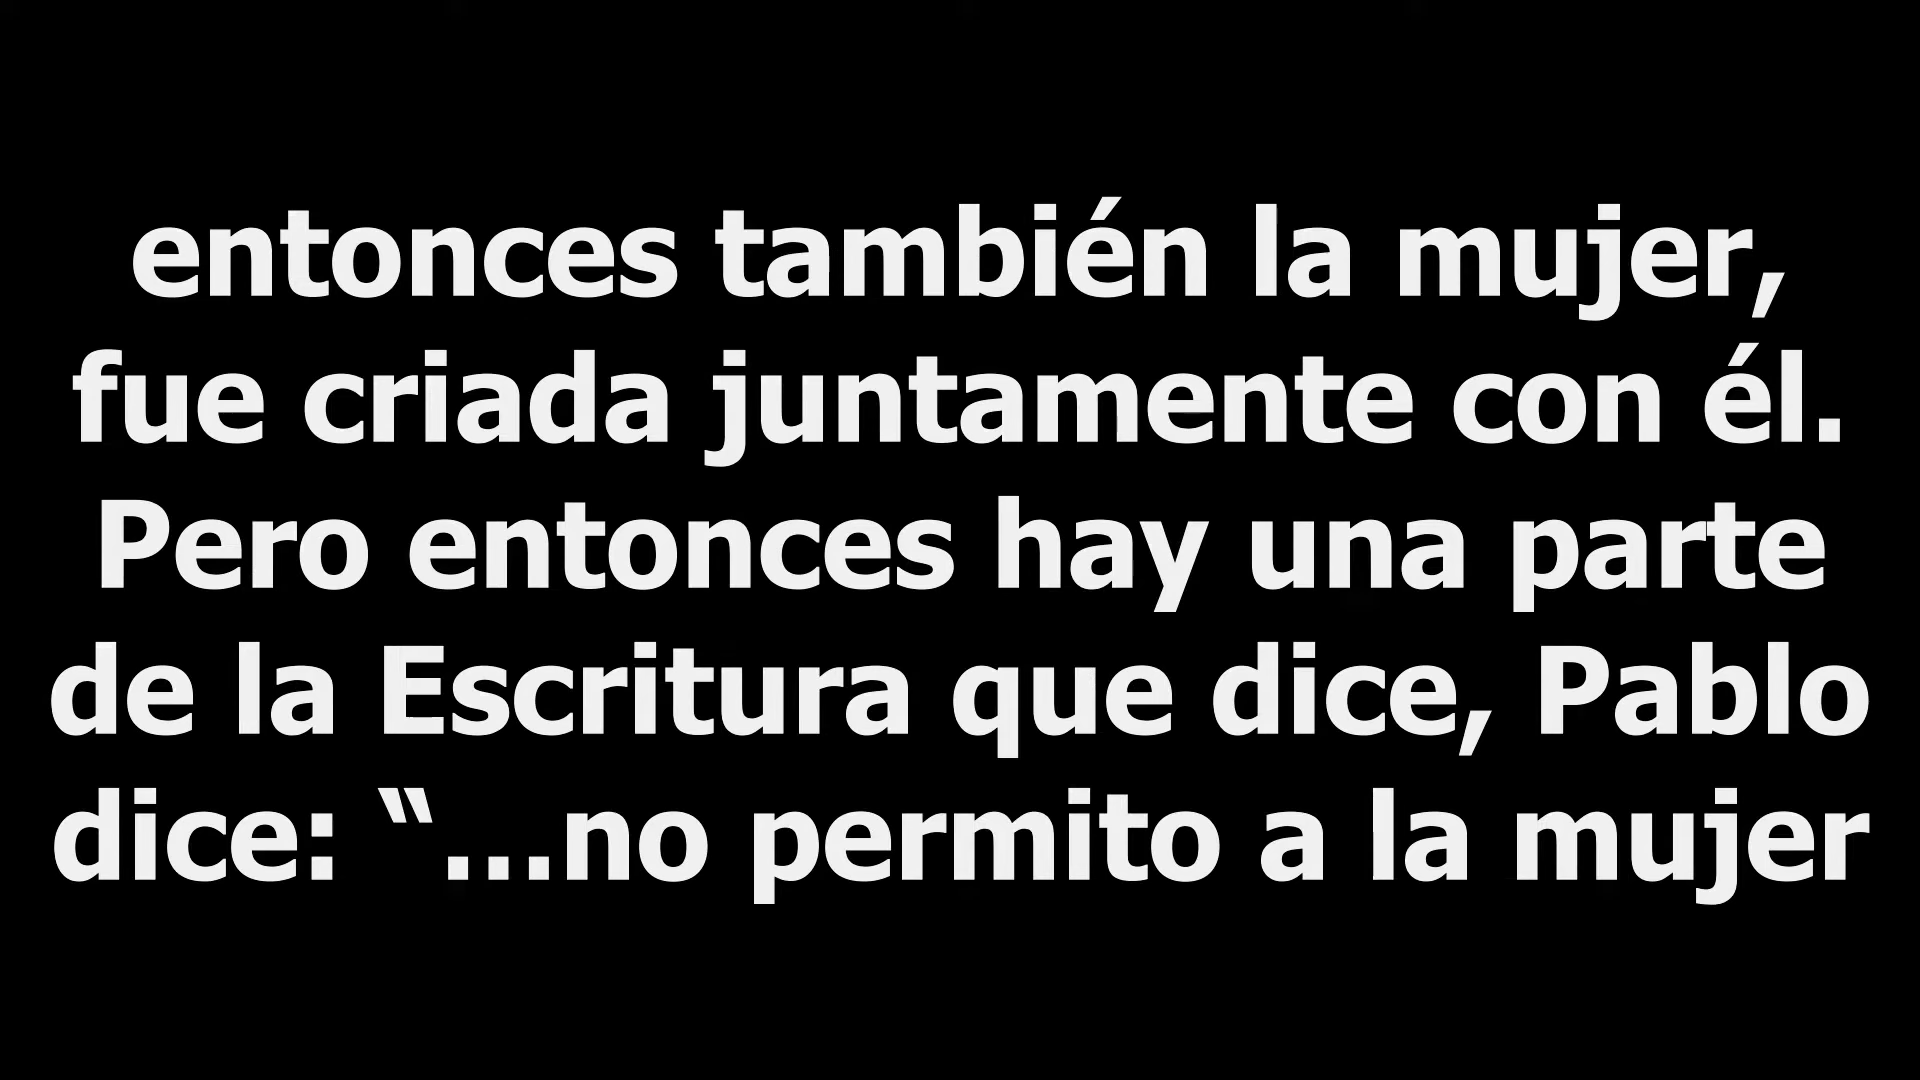 entonces también la mujer,
fue criada juntamente con él.
Pero entonces hay una parte
de la Escritura que dice, Pablo
dice: “...no permito a la mujer